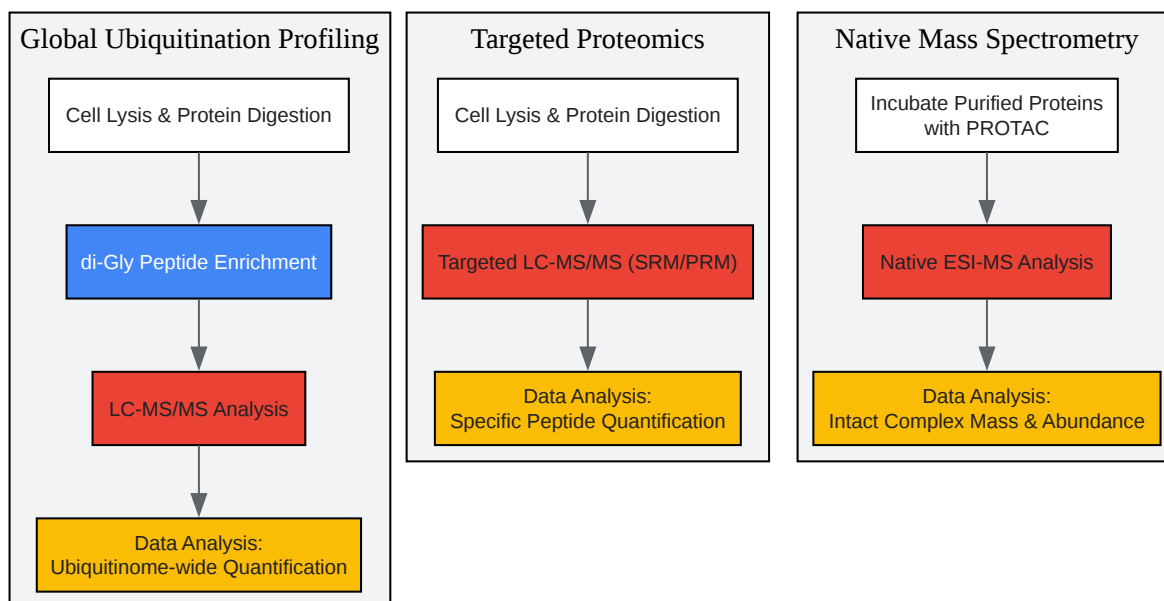 Global Ubiquitination Profiling
Cell Lysis & Protein Digestion
di-Gly Peptide Enrichment
LC-MS/MS Analysis
Data Analysis:
Ubiquitinome-wide Quantification
Targeted Proteomics
Cell Lysis & Protein Digestion
Targeted LC-MS/MS (SRM/PRM)
Data Analysis:
Specific Peptide Quantification
Native Mass Spectrometry
Incubate Purified Proteins
with PROTAC
Native ESI-MS Analysis
Data Analysis:
Intact Complex Mass & Abundance